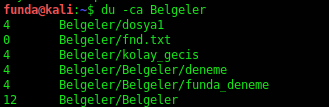 funda@kali:~$ du -ca Belgeler
4 Belgeler/dosya1
0 Belgeler/fnd.txt
4 Belgeler/kolay_gecis
4 Belgeler/Belgeler/deneme
4 Belgeler/Belgeler/funda_deneme
12 Belgeler/Belgeler